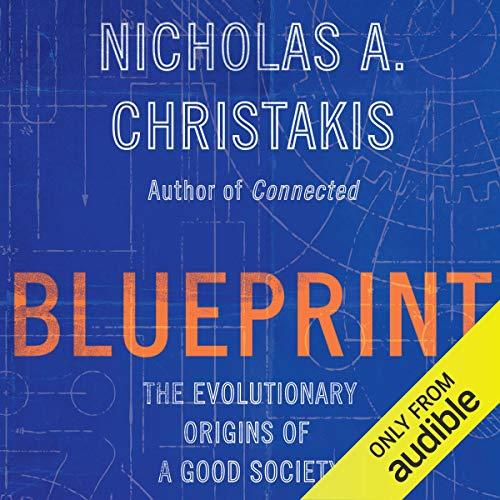 NICHOLAS A.
CHRISTAKIS
Author of Connected
BLUEPRINT
THE EVOLUTIONARY
ORIGINS OF
A GOOD SOCIETY
ONLY FROM
audible